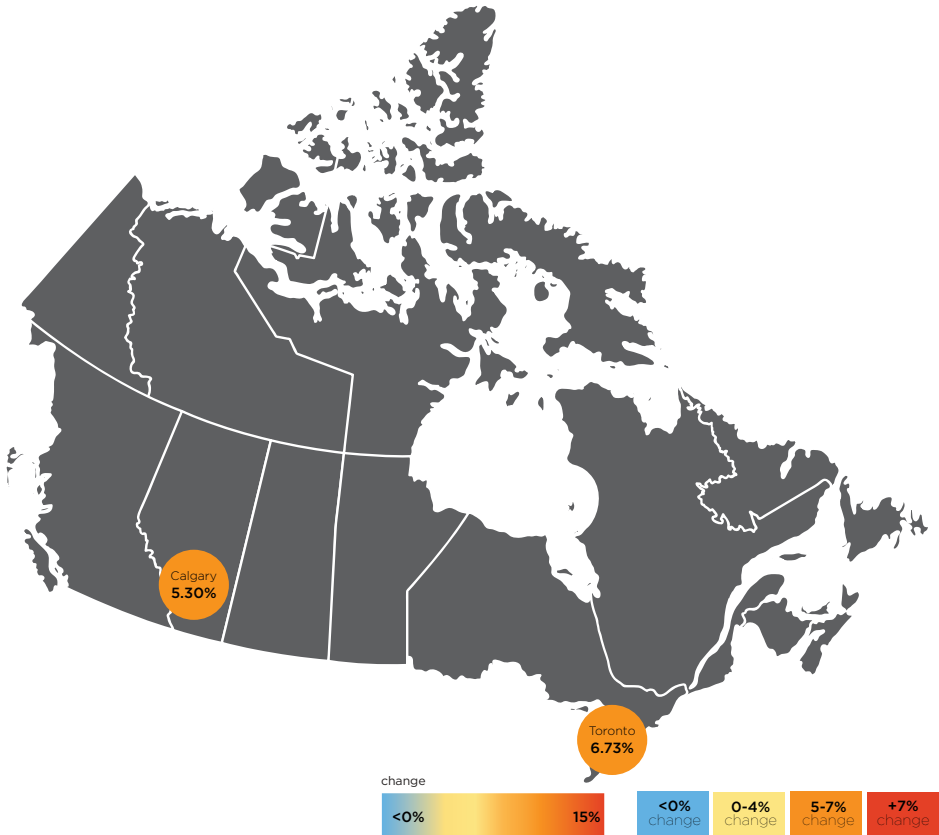 Calgary
5.30%
Toronto
6.73%
change
<0%
15%
<0%
change
0-4%
change
5-7%
change
+7%
change